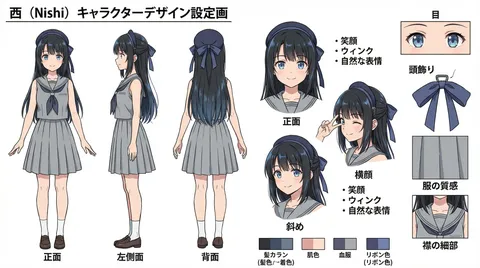 西（Nishi）キャラクターデザイン設定画
正面
左側面
背面
・笑顔
・ウィンク
・自然な表情
正面
横顔
斜め
・笑顔
・ウィンク
・自然な表情
目
頭飾り
服の質感
襟の細部
髪カラン
(髪色/→着色)
肌色
血服
リボン色
(リボン色)